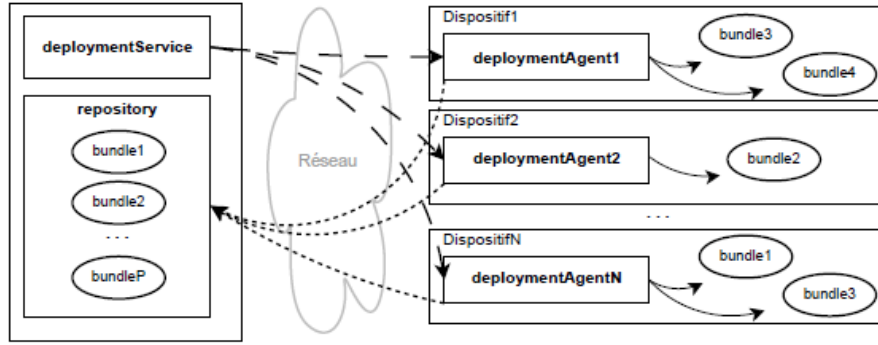 deploymentService
repository
bundle1
bundle2
. . .
bundleP
Réseau
Dispositif1
deploymentAgent1
bundle3
bundle4
Dispositif2
deploymentAgent2
bundle2
. . .
DispositifN
deploymentAgentN
bundle1
bundle3